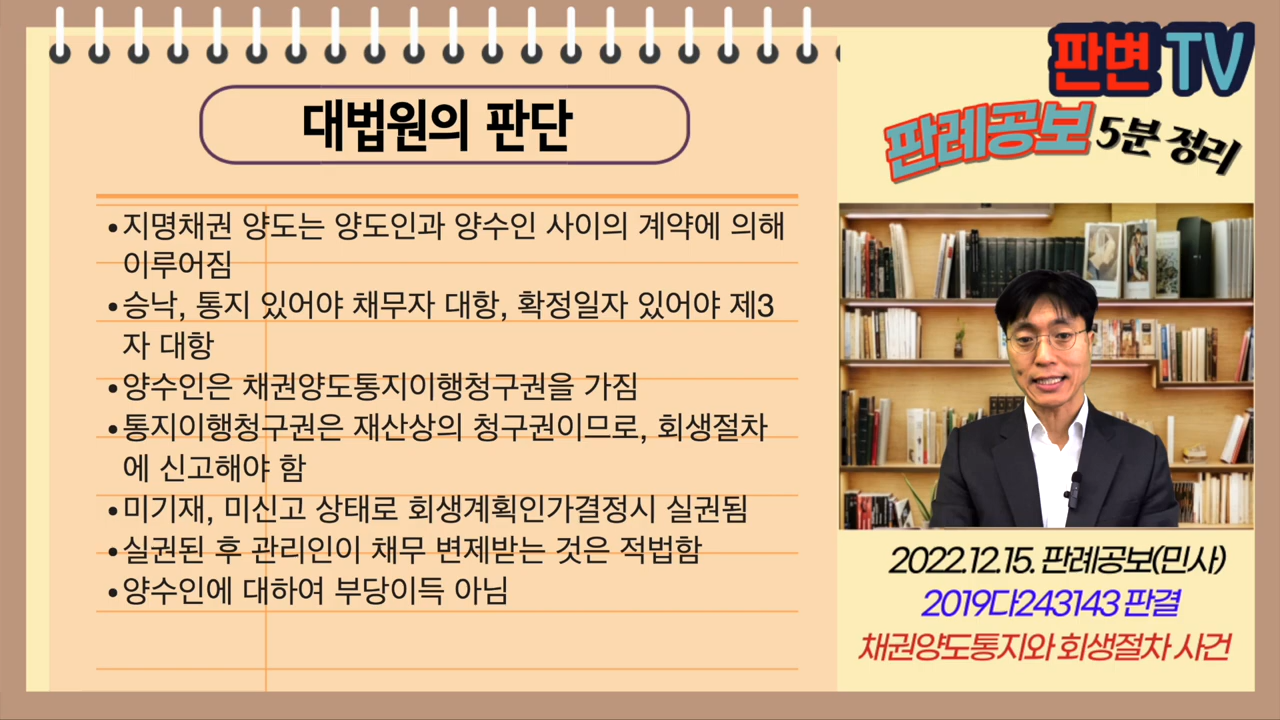 대법원의 판단
•지명채권 양도는 양도인과 양수인 사이의 계약에 의해
이루어짐
•승낙, 통지 있어야 채무자 대항, 확정일자 있어야 제3
자 대항
•양수인은 채권양도통지이행청구권을 가짐
•통지이행청구권은 재산상의 청구권이므로, 회생절차
에 신고해야 함
•미기재, 미신고 상태로 회생계획인가결정시 실권됨
•실권된 후 관리인이 채무 변제받는 것은 적법함
•양수인에 대하여 부당이득 아님
판변 TV
판례공보 5분 정리
2022.12.15. 판례공보(민사)
2019다243143 판결
채권양도통지와 회생절차 사건